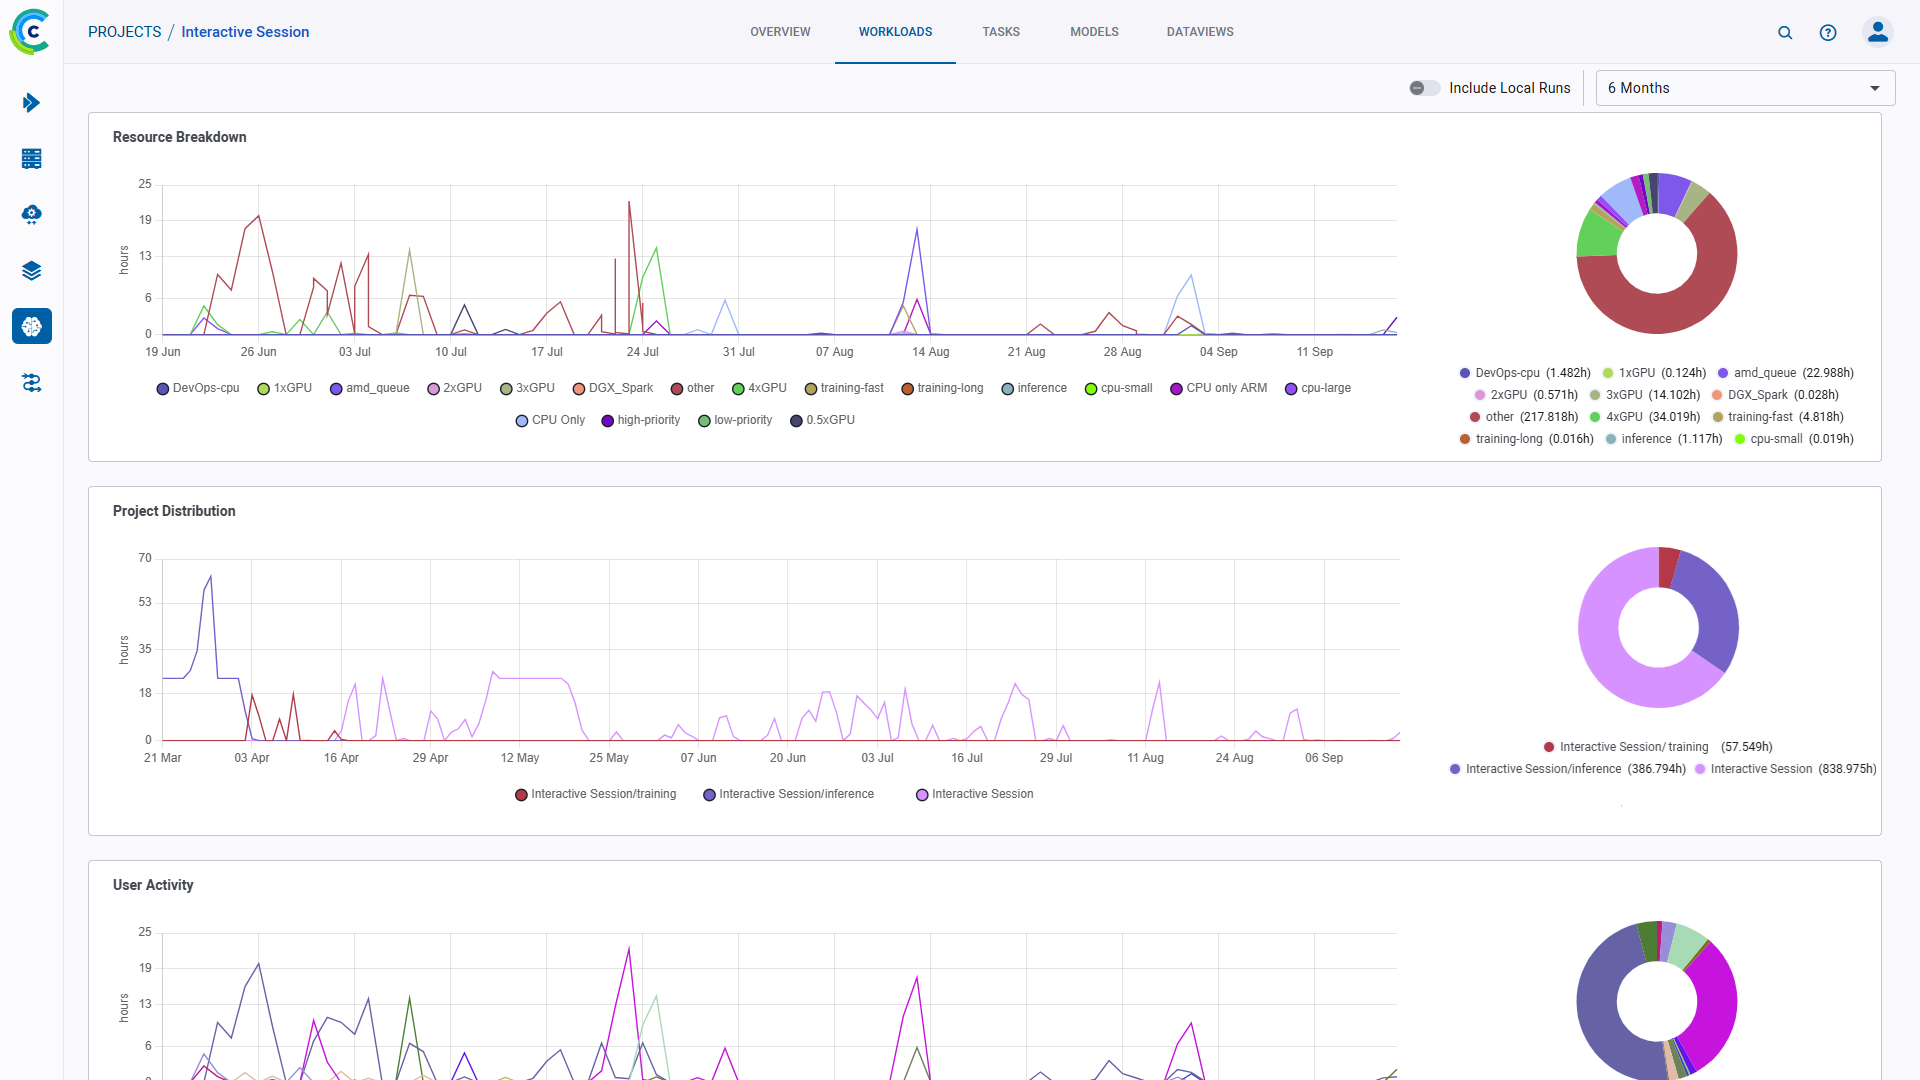 PROJECTS / Interactive Session
OVERVIEW WORKLOADS TASKS MODELS DATAVIEWS
Include Local Runs
6 Months
Resource Breakdown
25
19
13
6
0
hours
19 Jun 26 Jun 03 Jul 10 Jul 17 Jul 24 Jul 31 Jul 07 Aug 14 Aug 21 Aug 28 Aug 04 Sep 11 Sep
DevOps-cpu 1xGPU amd_queue 2xGPU 3xGPU DGX_Spark other 4xGPU training-fast training-long inference cpu-small CPU only ARM cpu-large
CPU Only high-priority low-priority 0.5xGPU
DevOps-cpu (1.482h) 1xGPU (0.124h) amd_queue (22.988h)
2xGPU (0.571h) 3xGPU (14.102h) DGX_Spark (0.028h)
other (217.818h) 4xGPU (34.019h) training-fast (4.818h)
training-long (0.016h) inference (1.117h) cpu-small (0.019h)
Project Distribution
70
53
35
18
0
hours
21 Mar 03 Apr 16 Apr 29 Apr 12 May 25 May 07 Jun 20 Jun 03 Jul 16 Jul 29 Jul 11 Aug 24 Aug 06 Sep
Interactive Session/training Interactive Session/inference Interactive Session
Interactive Session/ training (57.549h)
Interactive Session/inference (386.794h) Interactive Session (838.975h)
User Activity
25
19
13
6
hours